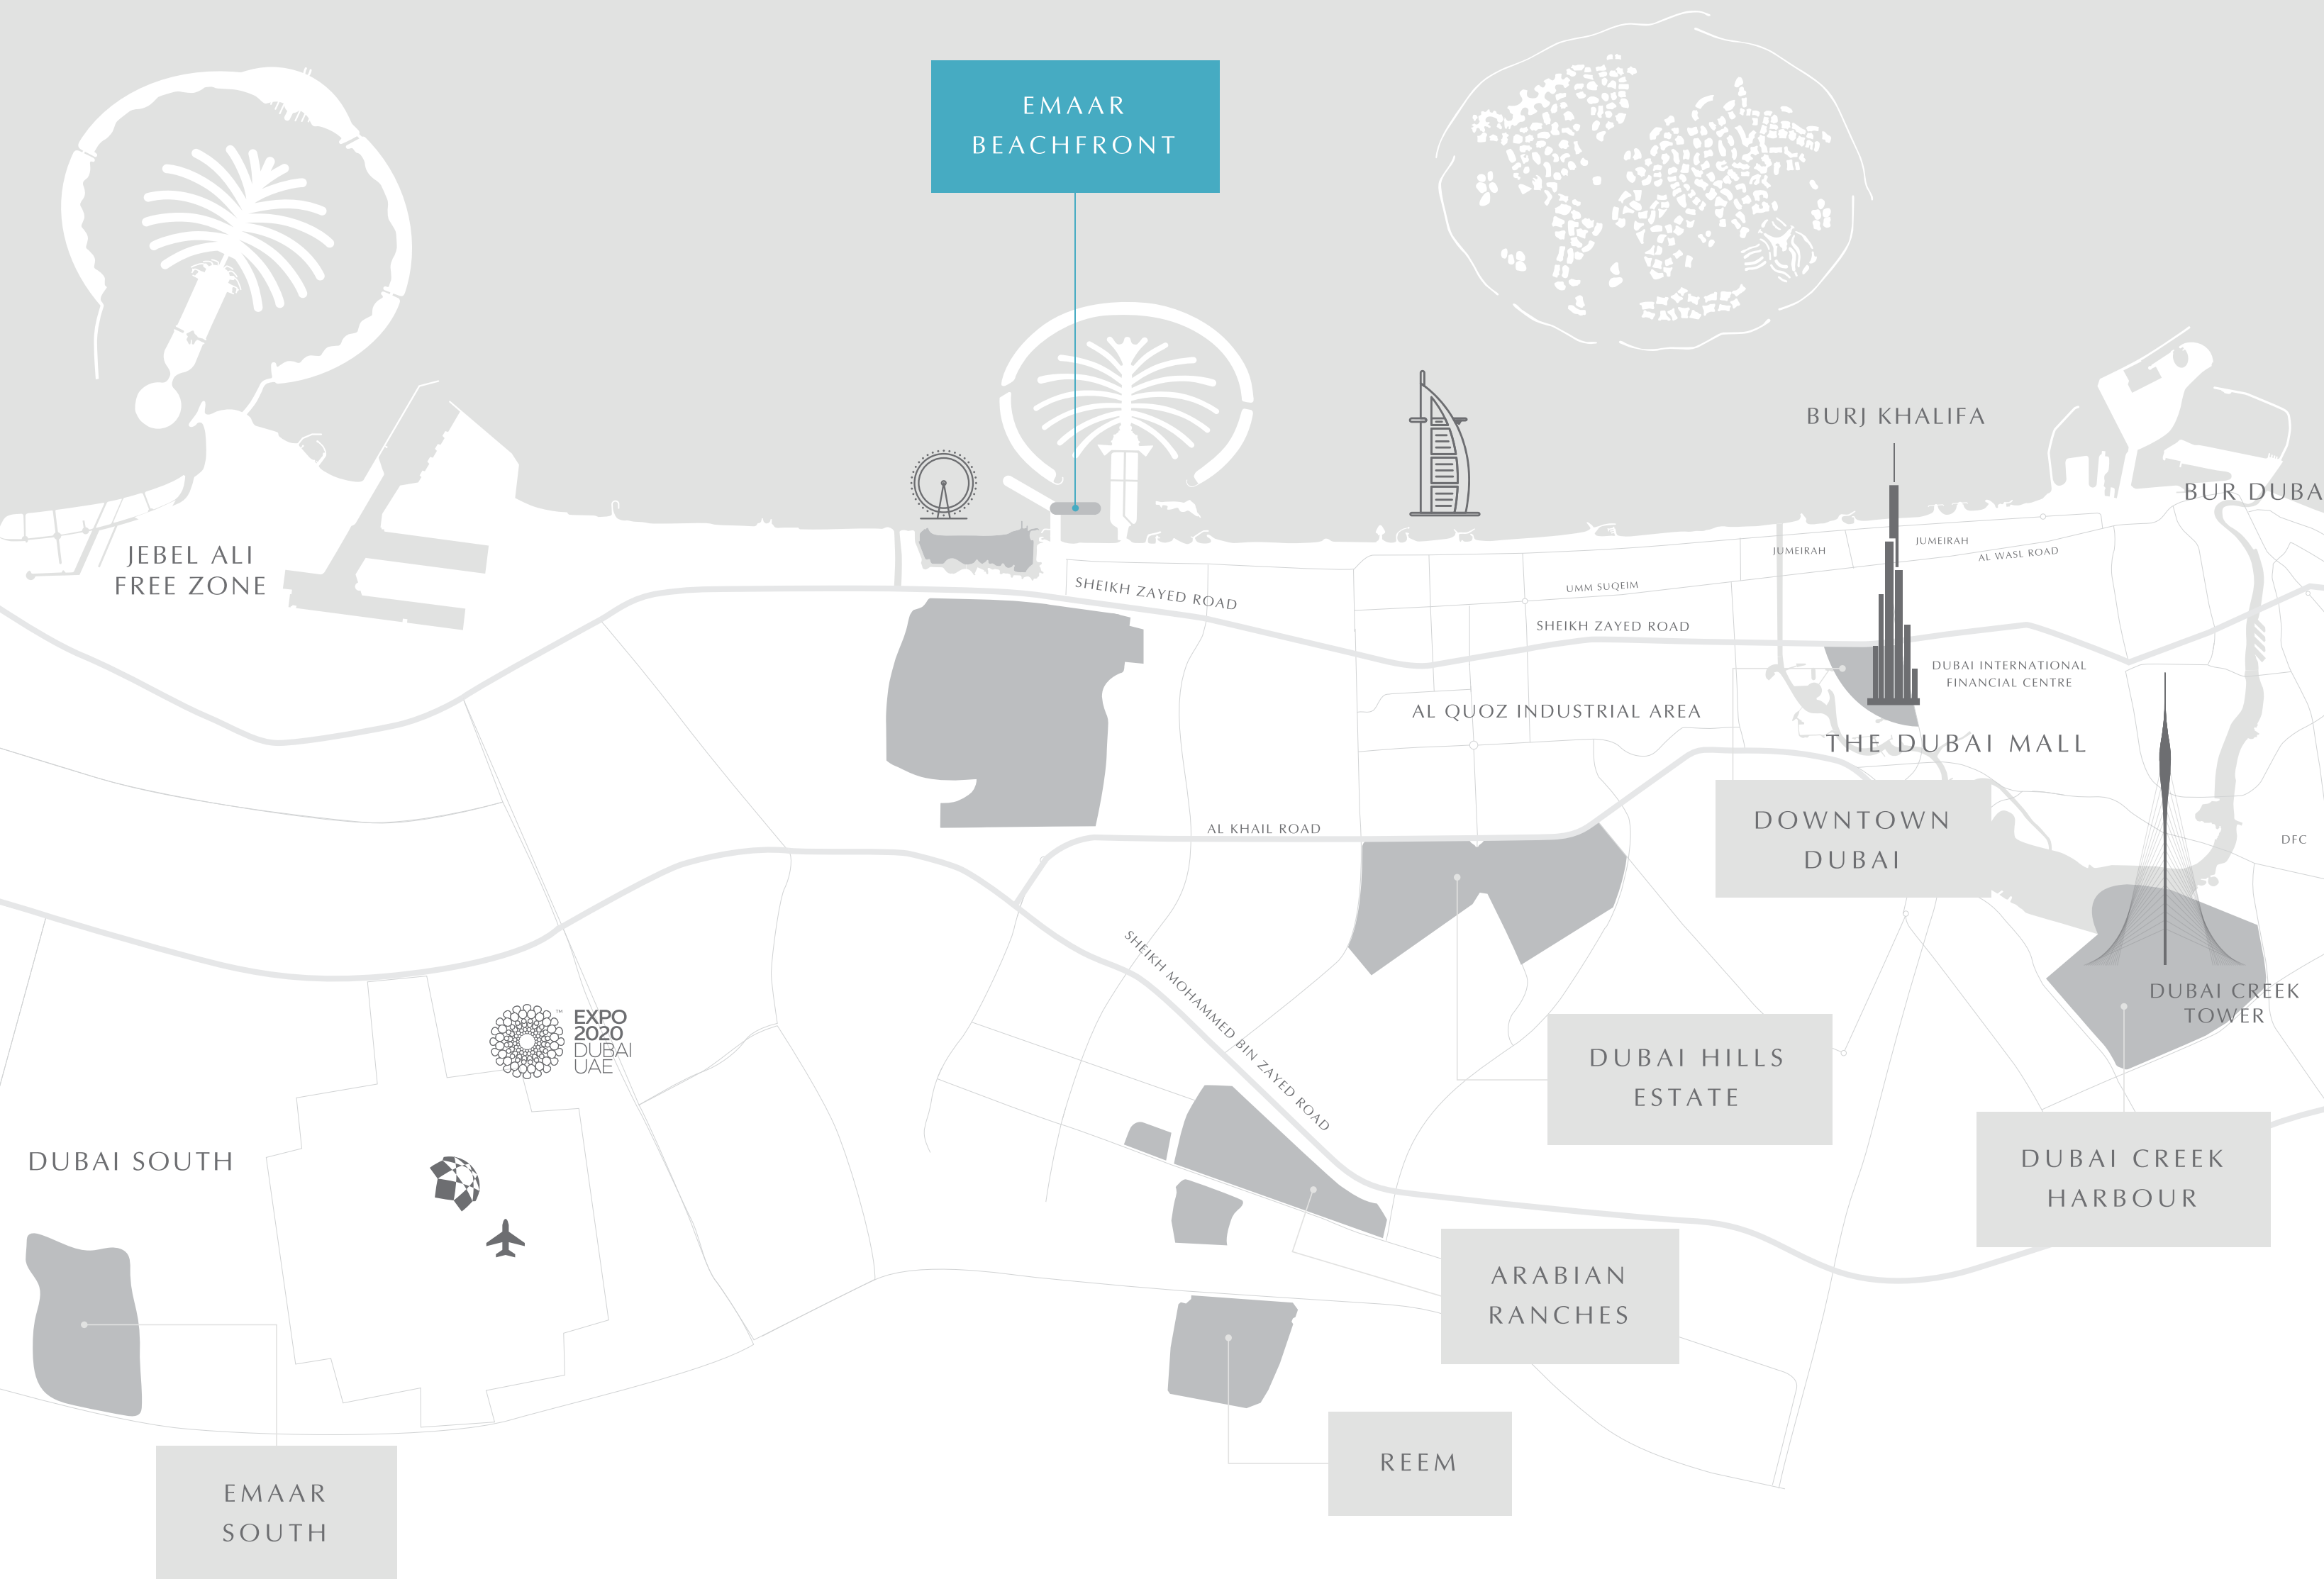 EMAAR
BEACHFRONT
BURJ KHALIFA
BUR DUBA
JEBEL ALI
FREE ZONE
JUMEIRAH
JUMEIRAH
AL WASL ROAD
SHEIKH ZAYED ROAD
UMM SUQEIM
SHEIKH ZAYED ROAD
DUBAI INTERNATIONAL
FINANCIAL CENTRE
AL QUOZ INDUSTRIAL AREA
THE DUBAI MALL
DOWNTOWN
DUBAI
AL KHAIL ROAD
DFC
SHEIKH MOHAMMED BIN ZAYED ROAD
DUBAI CREEK
TOWER
EXPO
2020
DUBAI
UAE
TM
DUBAI HILLS
ESTATE
DUBAI SOUTH
DUBAI CREEK
HARBOUR
ARABIAN
RANCHES
REEM
EMAAR
SOUTH